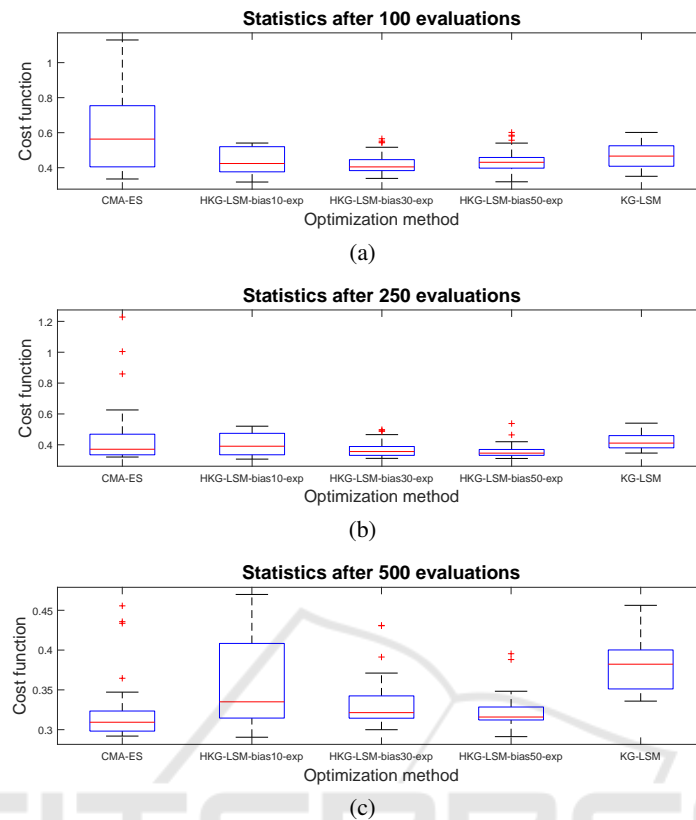 Statistics after 100 evaluations
Cost function
1
0.8
0.6
0.4
CMA-ES HKG-LSM-bias10-exp HKG-LSM-bias30-exp HKG-LSM-bias50-exp KG-LSM
Optimization method
(a)
Statistics after 250 evaluations
Cost function
1.2
1
0.8
0.6
0.4
CMA-ES HKG-LSM-bias10-exp HKG-LSM-bias30-exp HKG-LSM-bias50-exp KG-LSM
Optimization method
(b)
Statistics after 500 evaluations
Cost function
0.45
0.4
0.35
0.3
CMA-ES HKG-LSM-bias10-exp HKG-LSM-bias30-exp HKG-LSM-bias50-exp KG-LSM
Optimization method
(c)